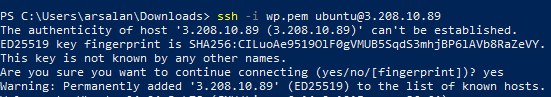 PS C:\Users\arsalan\Downloads> ssh -i wp.pem ubuntu@3.208.10.89
The authenticity of host '3.208.10.89 (3.208.10.89)' can't be established.
ED25519 key fingerprint is SHA256:CILuoAe9519OlF0gVMUB5SqdS3mhjBP61AVb8RaZeVY.
This key is not known by any other names.
Are you sure you want to continue connecting (yes/no/[fingerprint])? yes
Warning: Permanently added '3.208.10.89' (ED25519) to the list of known hosts.